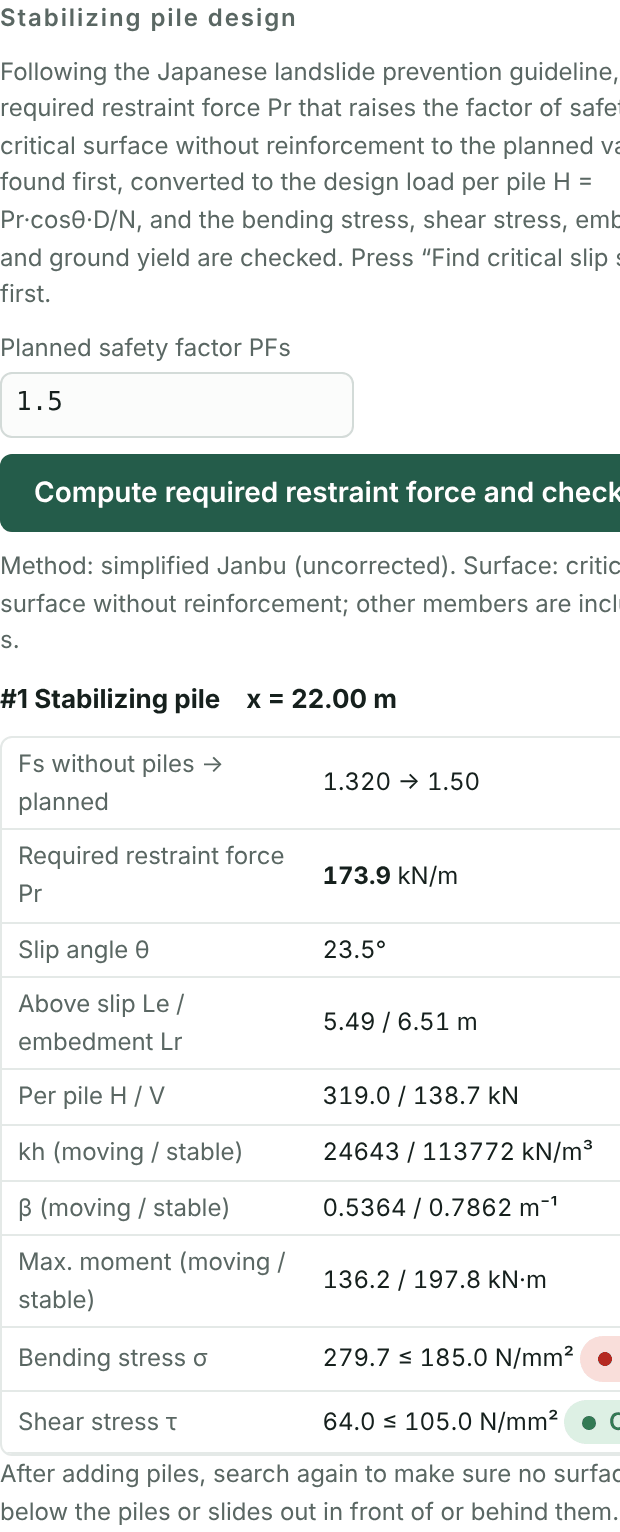 Stabilizing pile design
Following the Japanese landslide prevention guideline,
required restraint force Pr that raises the factor of
critical surface without reinforcement to the planned
found first, converted to the design load per pile H =
Pr·cosθ·D/N, and the bending stress, shear stress,
and ground yield are checked. Press “Find critical slip
first.
Planned safety factor PFs
1.5
Compute required restraint force and check
Method: simplified Janbu (uncorrected). Surface:
surface without reinforcement; other members are
s.
#1 Stabilizing pile x = 22.00 m
Fs without piles →
planned
1.320 → 1.50
Required restraint force
Pr
173.9 kN/m
Slip angle θ
23.5°
Above slip Le /
embedment Lr
5.49 / 6.51 m
Per pile H / V
319.0 / 138.7 kN
kh (moving / stable)
24643 / 113772 kN/m³
β (moving / stable)
0.5364 / 0.7862 m⁻¹
Max. moment (moving /
stable)
136.2 / 197.8 kN·m
Bending stress σ
279.7 ≤ 185.0 N/mm²
Shear stress τ
64.0 ≤ 105.0 N/mm²
After adding piles, search again to make sure no
below the piles or slides out in front of or behind them.